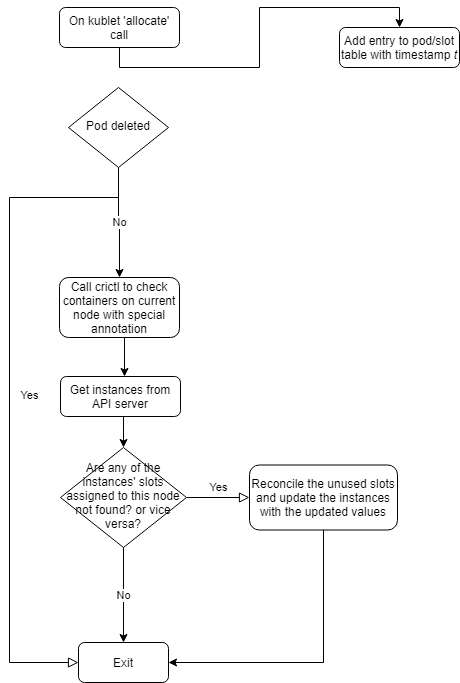 On kublet 'allocate'
call
Add entry to pod/slot
table with timestamp t
Pod deleted
No
Call crictl to check
containers on current
node with special
annotation
Yes
Get instances from
API server
Are any of the
instances' slots
assigned to this node
not found? or vice
versa?
Yes
Reconcile the unused slots
and update the instances
with the updated values
No
Exit